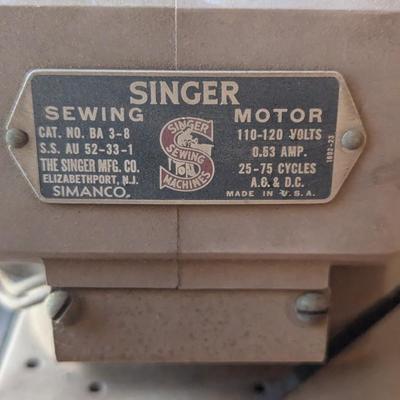 SINGER
SEWING MOTOR
CAT. NO. BA 3-8
S.S. AU 52-33-1
THE SINGER MFG. CO.
ELIZABETHPORT, N.J.
SIMANCO.
SINGER
SEWING
MACHINES
110-120 VOLTS
0.63 AMP.
25-75 CYCLES
A.C. & D.C.
MADE IN U.S.A.